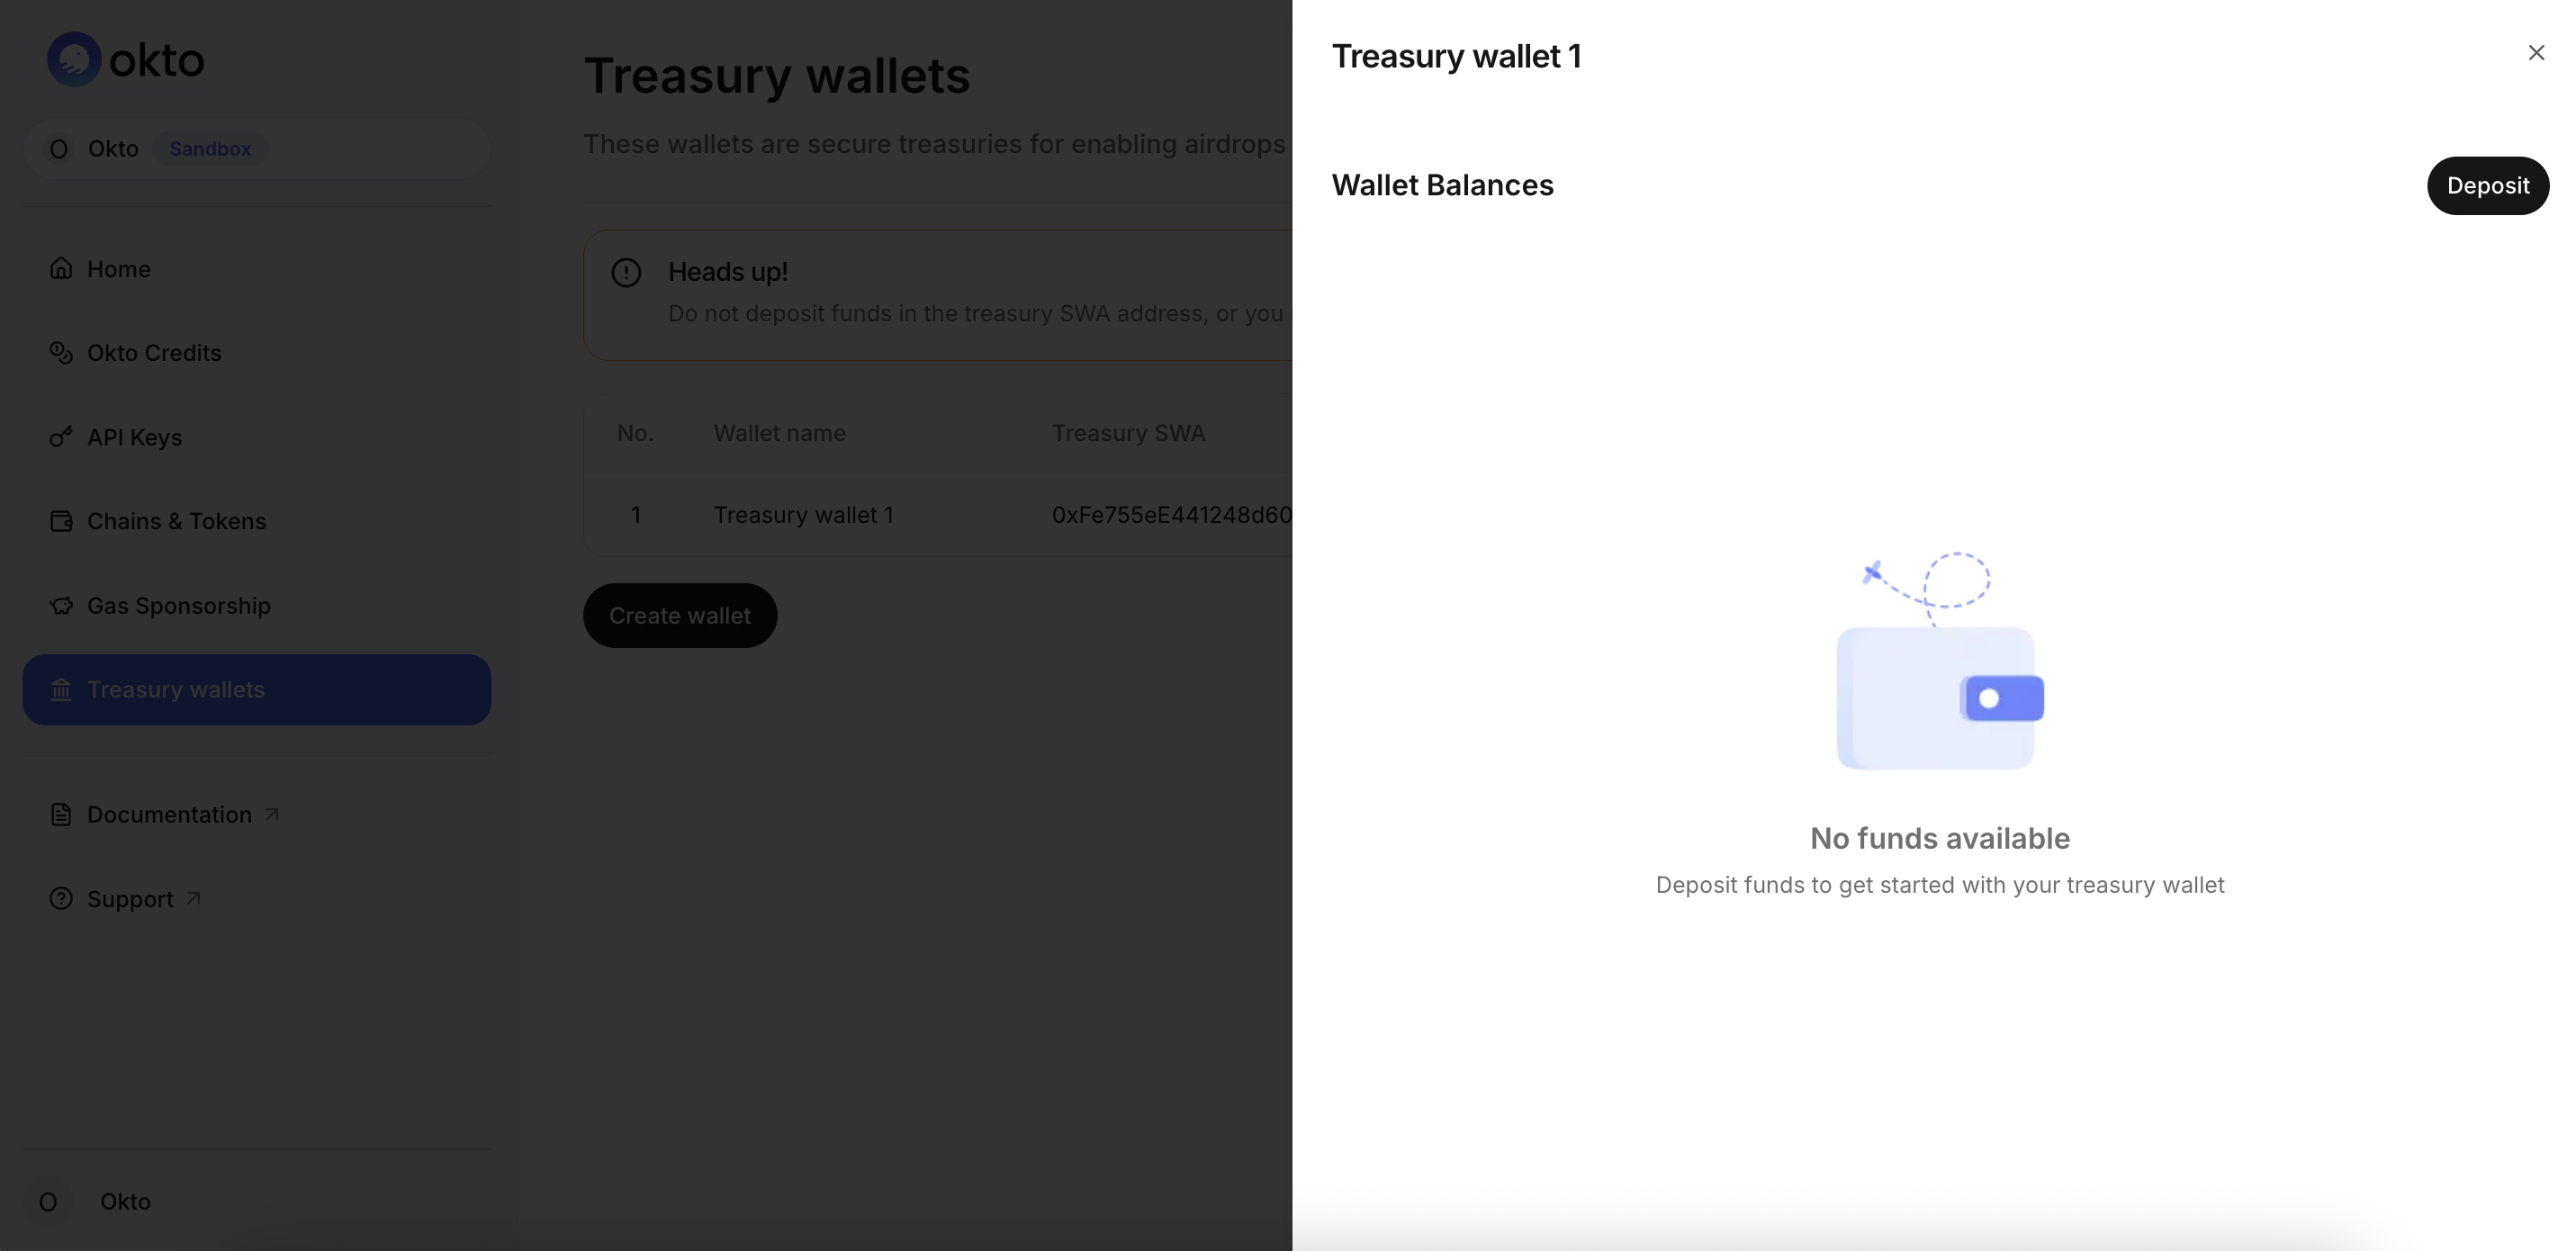 okto
O Okto Sandbox
Home
Okto Credits
API Keys
Chains & Tokens
Gas Sponsorship
Treasury wallets
Documentation
Support
O Okto
Treasury wallets
These wallets are secure treasuries for enabling airdrops
Heads up!
Do not deposit funds in the treasury SWA address, or you
No. Wallet name Treasury SWA
1 Treasury wallet 1 0xFe755eE441248d60
Create wallet
Treasury wallet 1
Wallet Balances
Deposit
No funds available
Deposit funds to get started with your treasury wallet